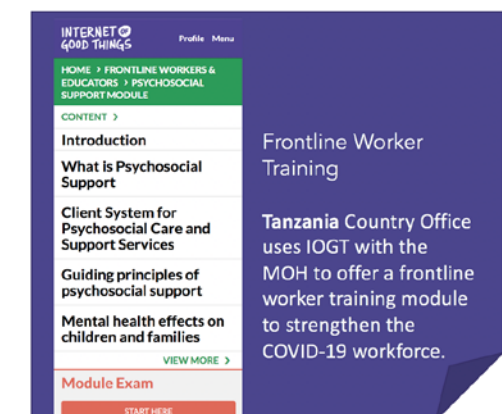 INTERNET OF
GOOD THINGS
Profile Menu
HOME > FRONTLINE WORKERS &
EDUCATORS > PSYCHOSOCIAL
SUPPORT MODULE
CONTENT >
Introduction
What is Psychosocial
Support
Client System for
Psychosocial Care and
Support Services
Guiding principles of
psychosocial support
Mental health effects on
children and families
VIEW MORE >
Module Exam
START HERE
Frontline Worker
Training
Tanzania Country Office
uses IOGT with the
MOH to offer a frontline
worker training module
to strengthen the
COVID-19 workforce.